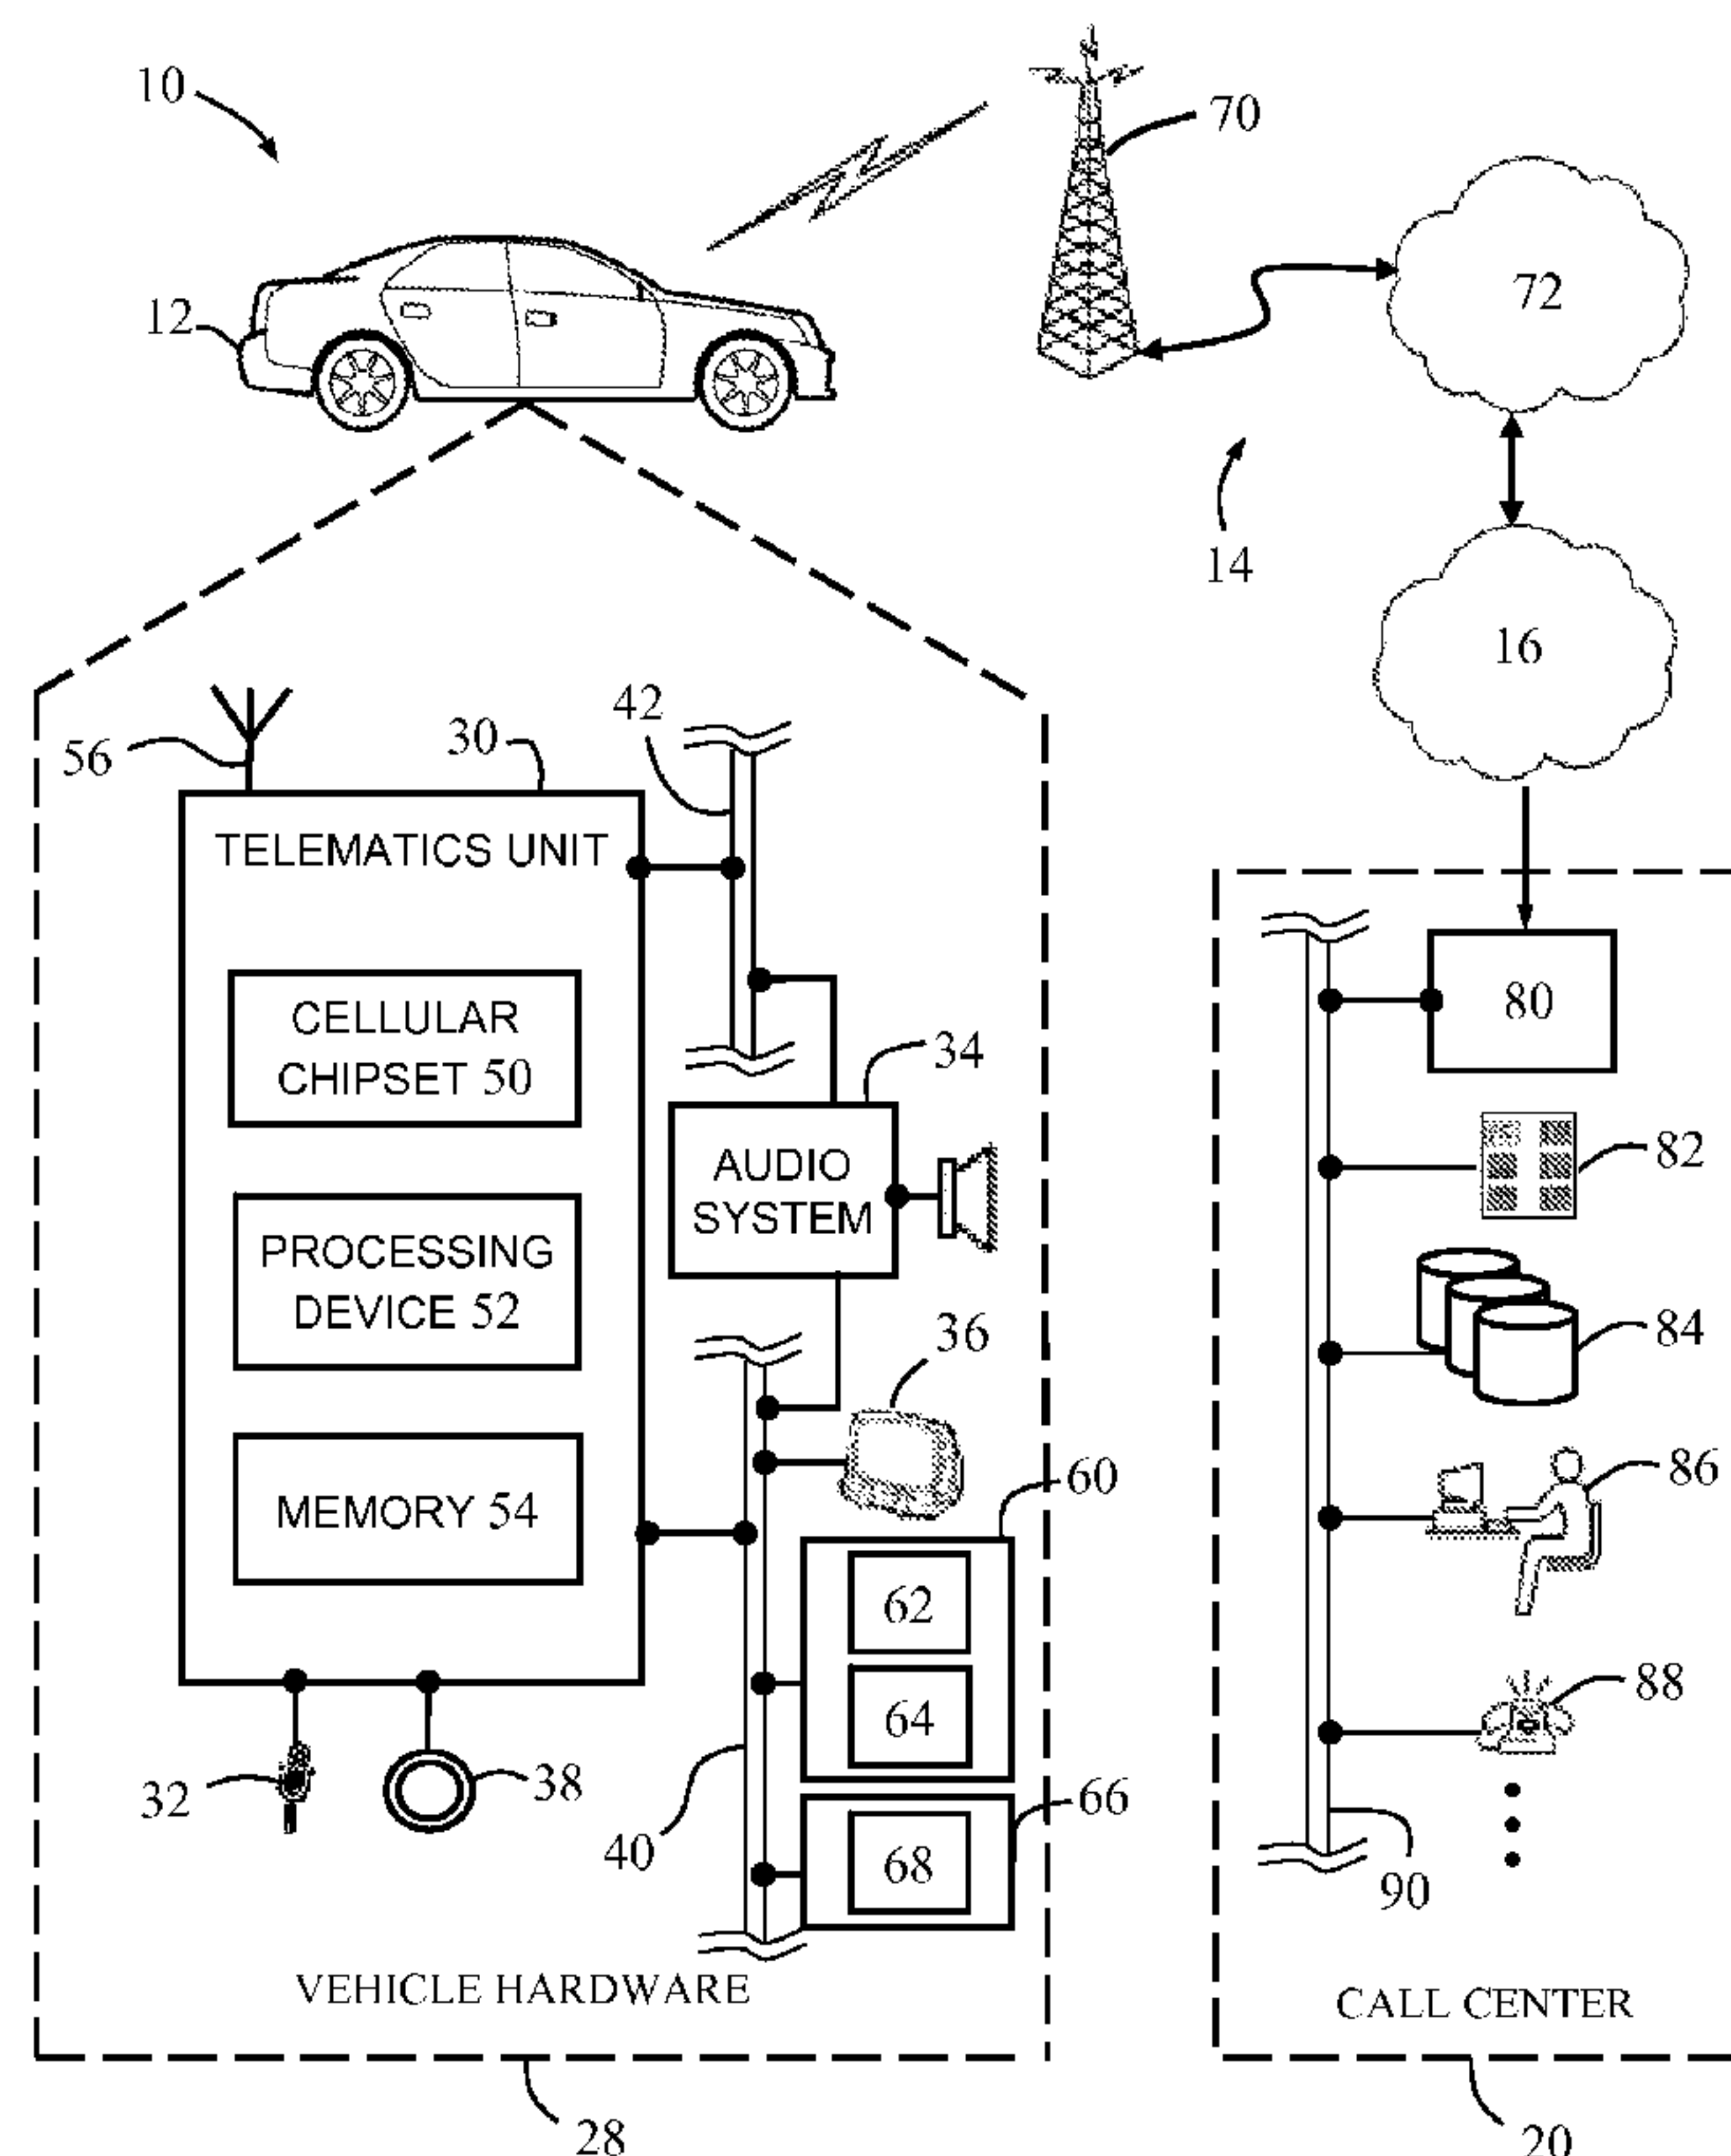 10
70
72
12
14
16
42
30
56
TELEMATICS UNIT
CELLULAR
CHIPSET 50
80
34
AUDIO
SYSTEM
82
PROCESSING
DEVICE 52
36
84
60
86
MEMORY 54
62
64
88
32
38
66
40
68
90
VEHICLE HARDWARE
CALL CENTER
28
20